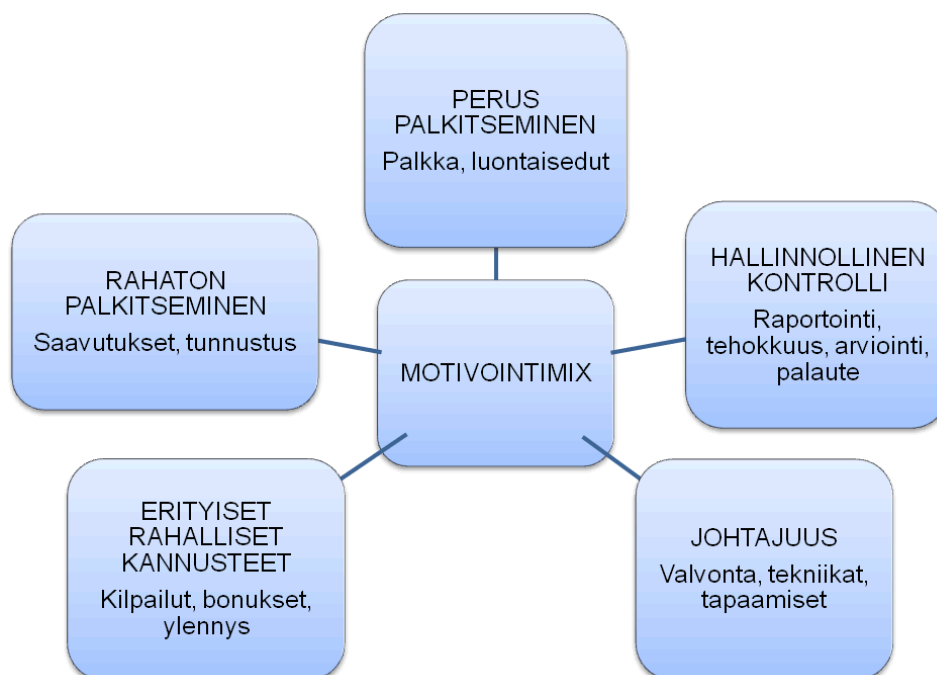 PERUS
PALKITSEMINEN
Palkka, luontaisedut
RAHATON
PALKITSEMINEN
Saavutukset, tunnustus
HALLINNOLLINEN
KONTROLLI
Raportointi,
tehokkuus, arviointi,
palaute
MOTIVOINTIMIX
ERITYISET
RAHALLISET
KANNUSTEET
Kilpailut, bonukset,
ylennys
JOHTAJUUS
Valvonta, tekniikat,
tapaamiset